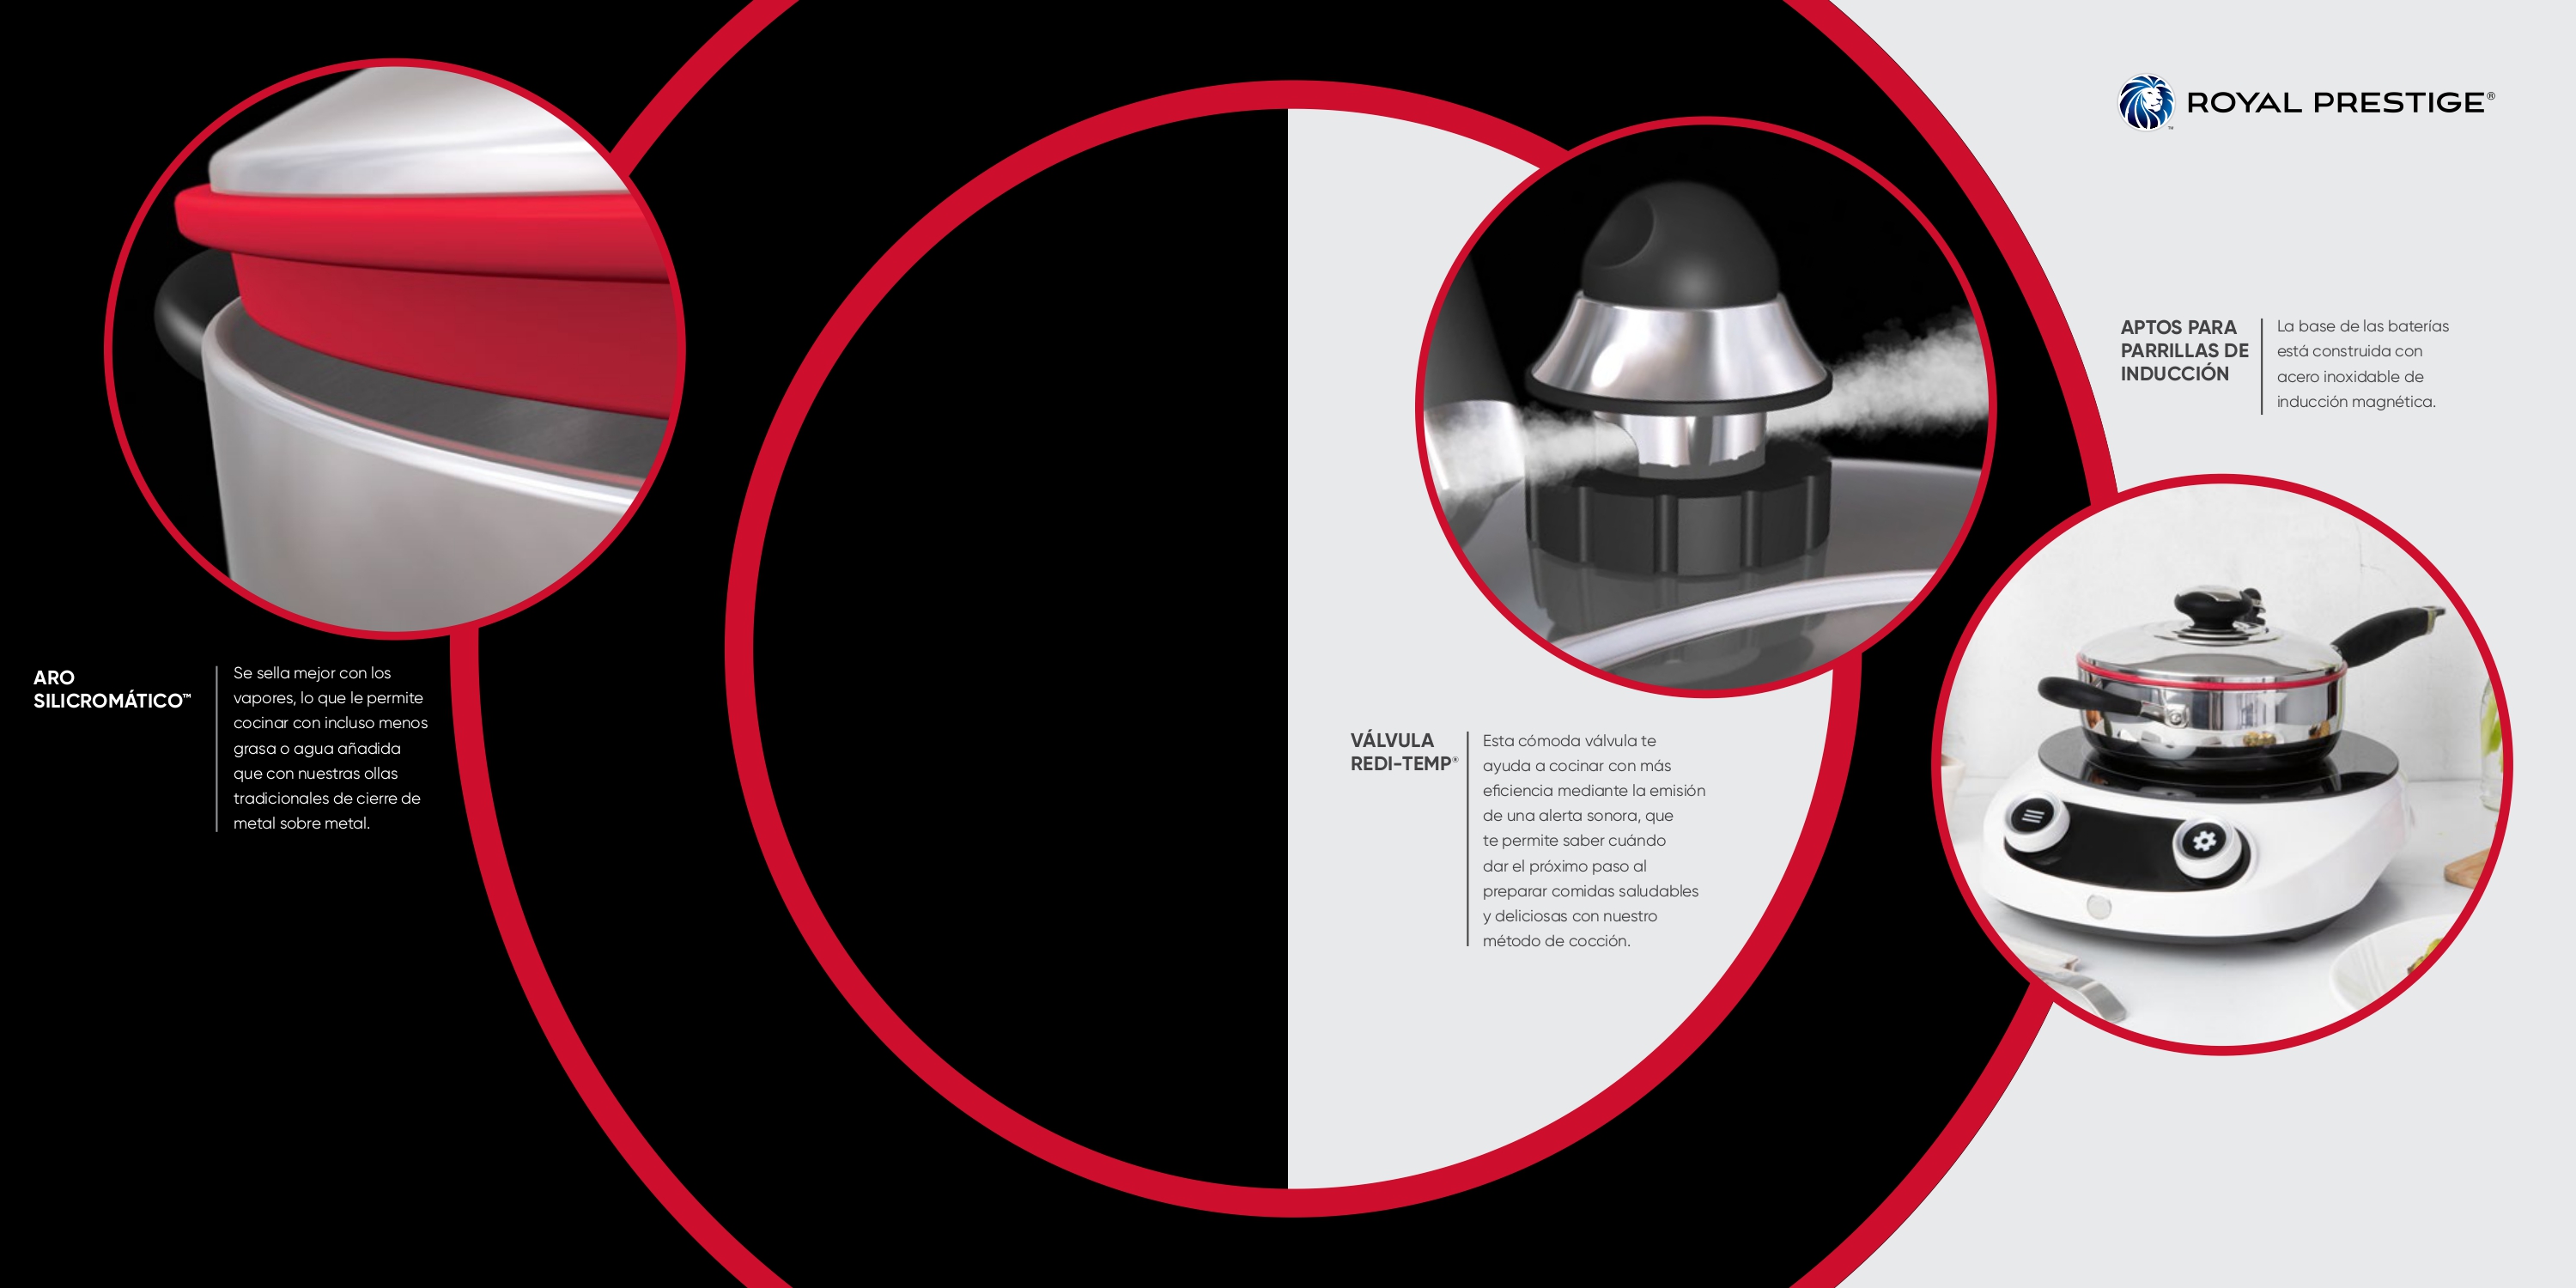 ROYAL PRESTIGE®
ARO
SILICROMÁTICO™
Se sella mejor con los
vapores, lo que le permite
cocinar con incluso menos
grasa o agua añadida
que con nuestras ollas
tradicionales de cierre de
metal sobre metal.
VÁLVULA
REDI-TEMP®
Esta cómoda válvula te
ayuda a cocinar con más
eficiencia mediante la emisión
de una alerta sonora, que
te permite saber cuándo
dar el próximo paso al
preparar comidas saludables
y deliciosas con nuestro
método de cocción.
APTOS PARA
PARRILLAS DE
INDUCCIÓN
La base de las baterías
está construida con
acero inoxidable de
inducción magnética.